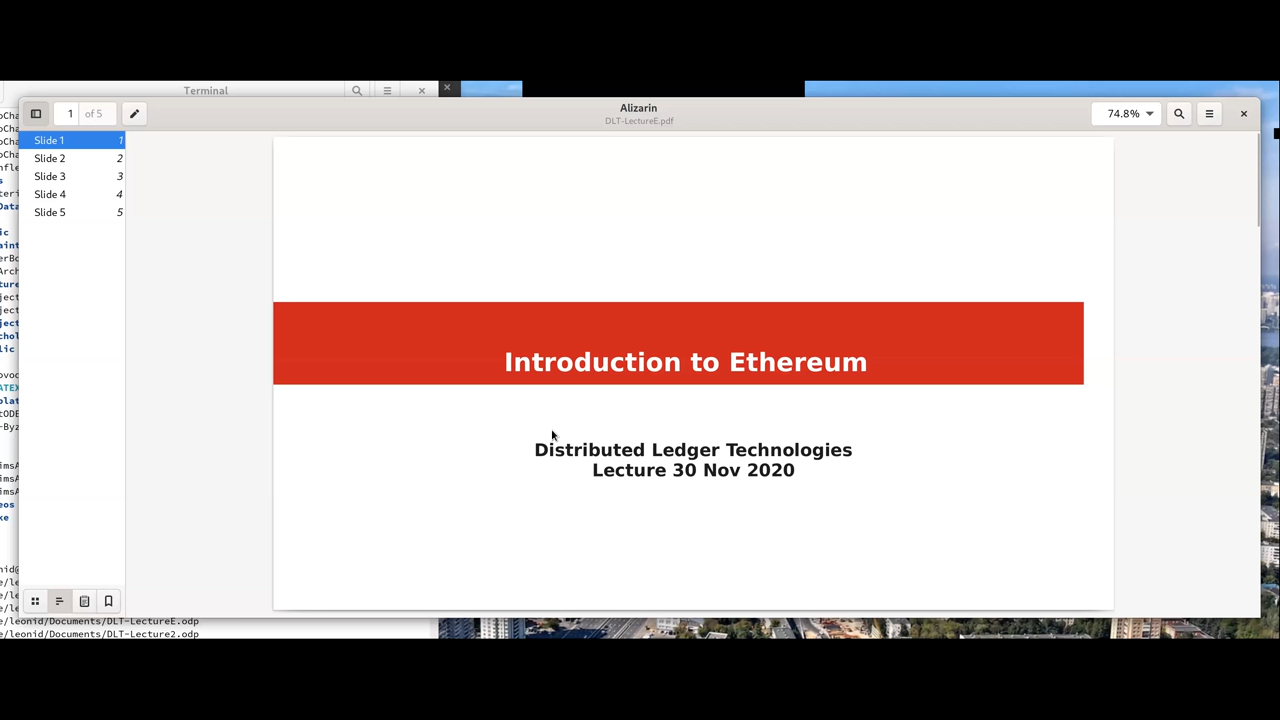 Terminal
1 of 5
Alizarin
DLT-LectureE.pdf
74.8%
Slide 1 1
Slide 2 2
Slide 3 3
Slide 4 4
Slide 5 5
Introduction to Ethereum
Distributed Ledger Technologies
Lecture 30 Nov 2020
e/leonid/Documents/DLT-LectureE.odp
e/leonid/Documents/DLT-Lecture2.odp